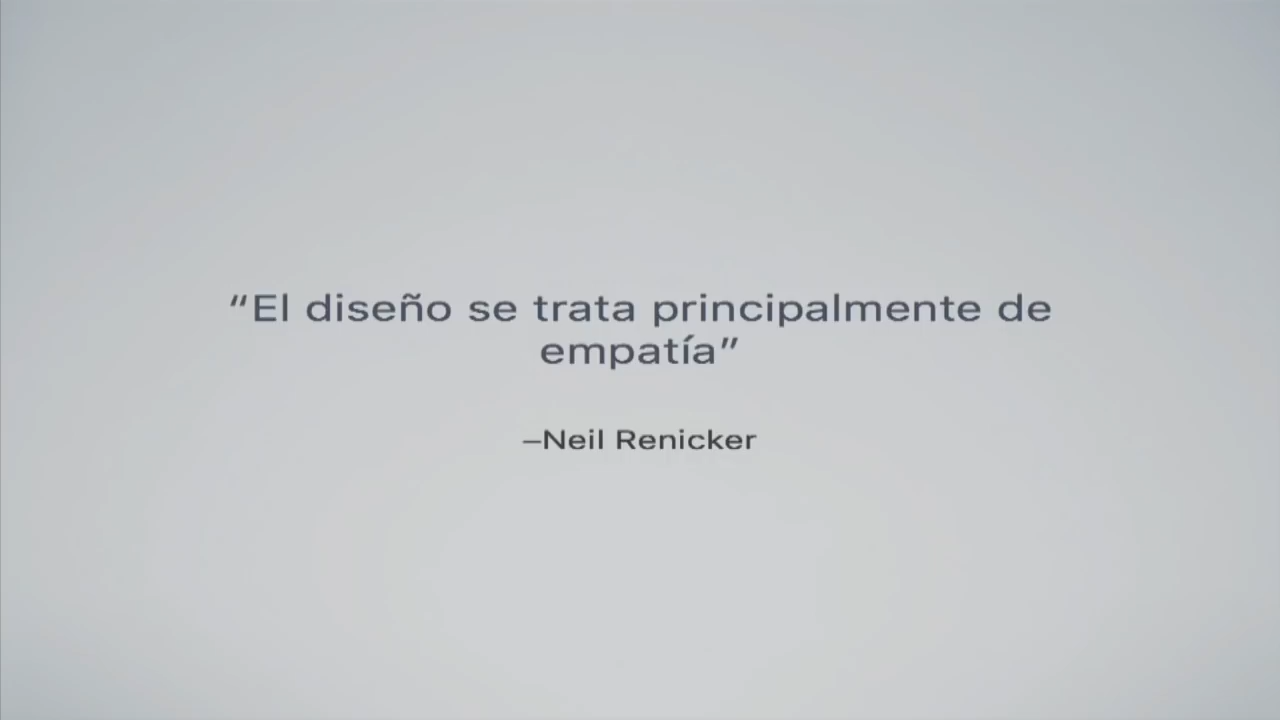 “El diseño se trata principalmente de
empatía”
–Neil Renicker